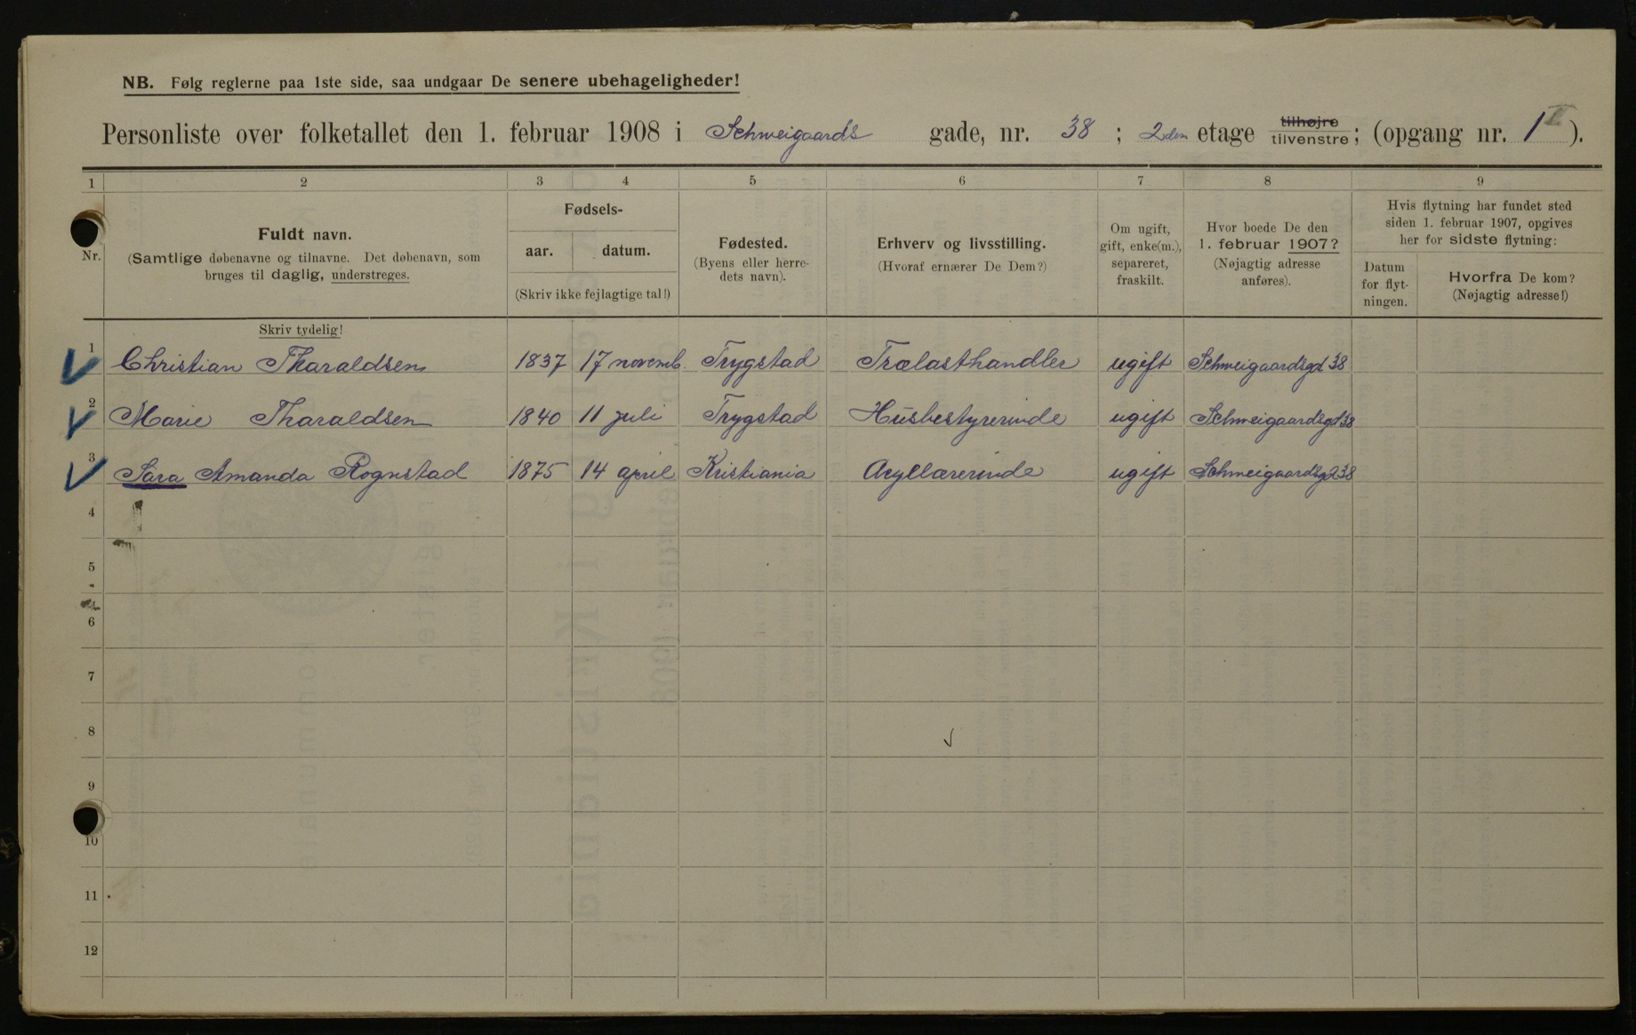 NB. Følg reglerne paa 1ste side, saa undgaar De senere ubehageligheder!
Personliste over folketallet den 1. februar 1908 i Schweigaards gade, nr. 38 ; 2den etage tilhøjre tilvenstre ; (opgang nr. 1 ).
1 2 3 4 5 6 7 8 9
Nr.
Fuldt navn.
(Samtlige døbenavne og tilnavne. Det døbenavn, som
bruges til daglig, understreges.
Fødsels-
aar. datum.
(Skriv ikke fejlagtige tal!)
Fødested.
(Byens eller herre-
dets navn).
Erhverv og livsstilling.
(Hvoraf ernærer De Dem?)
Om ugift,
gift, enke(m.),
separeret,
fraskilt.
Hvor boede De den
1. februar 1907?
(Nøjagtig adresse
anføres).
Hvis flytning har fundet sted
siden 1. februar 1907, opgives
her for sidste flytning:
Datum
for flyt-
ningen.
Hvorfra De kom?
(Nøjagtig adresse!)
Skriv tydelig!
1 Christian Tharaldsen 1837 17 novemb. Trygstad Trælasthandler ugift Schweigaardsgd 38
2 Marie Tharaldsen 1840 11 juli Trygstad Husbestyrerinde ugift Schweigaardsgd 38
3 Sara Amanda Rognstad 1875 14 april Kristiania Syllærerinde ugift Schweigaardsgd 38
4
5
6
7
8
9
10
11
12